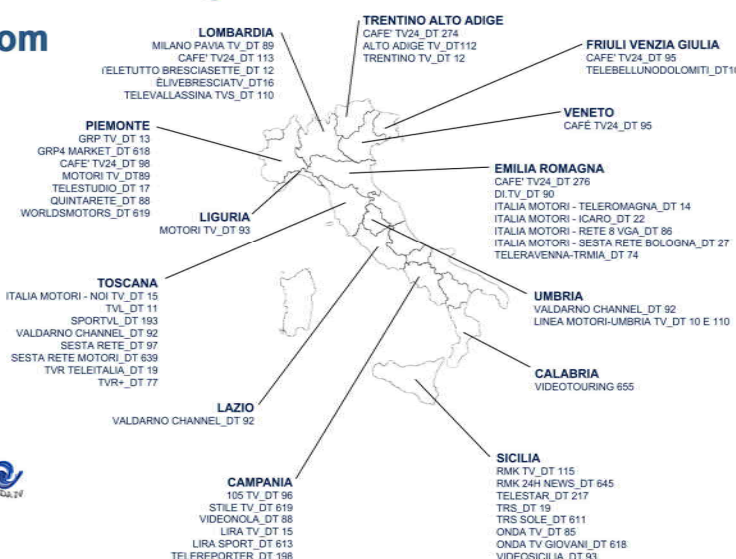 om
LOMBARDIA
MILANO PAVIA TV_DT 89
CAFE' TV24_DT 113
TELETUTTO BRESCIASETTE_DT 12
ÈLIVEBRESCIATV_DT16
TELEVALLASSINA TVS_DT 110
TRENTINO ALTO ADIGE
CAFE' TV24_DT 274
ALTO ADIGE TV_DT112
TRENTINO TV_DT 12
FRIULI VENZIA GIULIA
CAFE' TV24_DT 95
TELEBELLUNODOLOMITI_DT10
VENETO
CAFÉ TV24_DT 95
PIEMONTE
GRP TV_DT 13
GRP4 MARKET_DT 618
CAFE' TV24_DT 98
MOTORI TV_DT89
TELESTUDIO_DT 17
QUINTARETE_DT 88
WORLDSMOTORS_DT 619
LIGURIA
MOTORI TV_DT 93
EMILIA ROMAGNA
CAFE' TV24_DT 276
DI.TV_DT 90
ITALIA MOTORI - TELEROMAGNA_DT 14
ITALIA MOTORI - ICARO_DT 22
ITALIA MOTORI - RETE 8 VGA_DT 86
ITALIA MOTORI - SESTA RETE BOLOGNA_DT 27
TELERAVENNA-TRMIA_DT 74
TOSCANA
ITALIA MOTORI - NOI TV_DT 15
TVL_DT 11
SPORTVL_DT 193
VALDARNO CHANNEL_DT 92
SESTA RETE_DT 97
SESTA RETE MOTORI_DT 639
TVR TELEITALIA_DT 19
TVR+_DT 77
UMBRIA
VALDARNO CHANNEL_DT 92
LINEA MOTORI-UMBRIA TV_DT 10 E 110
CALABRIA
VIDEOTOURING 655
LAZIO
VALDARNO CHANNEL_DT 92
CAMPANIA
105 TV_DT 96
STILE TV_DT 619
VIDEONOLA_DT 88
LIRA TV_DT 15
LIRA SPORT_DT 613
TELEREPORTER_DT 198
SICILIA
RMK TV_DT 115
RMK 24H NEWS_DT 645
TELESTAR_DT 217
TRS_DT 19
TRS SOLE_DT 611
ONDA TV_DT 85
ONDA TV GIOVANI_DT 618
VIDEOSICILIA_DT 93